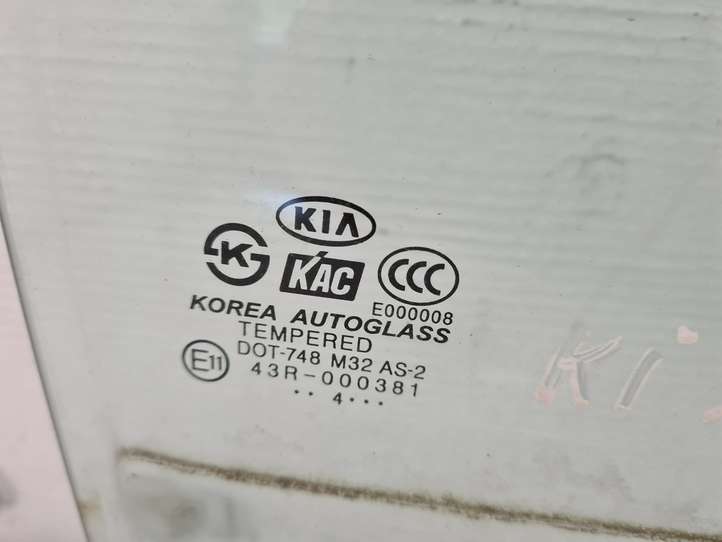 KIA
K KAC CCC
E000008
KOREA AUTOGLASS
TEMPERED
DOT-748 M32 AS-2
E11 43R-000381
•• 4 •••